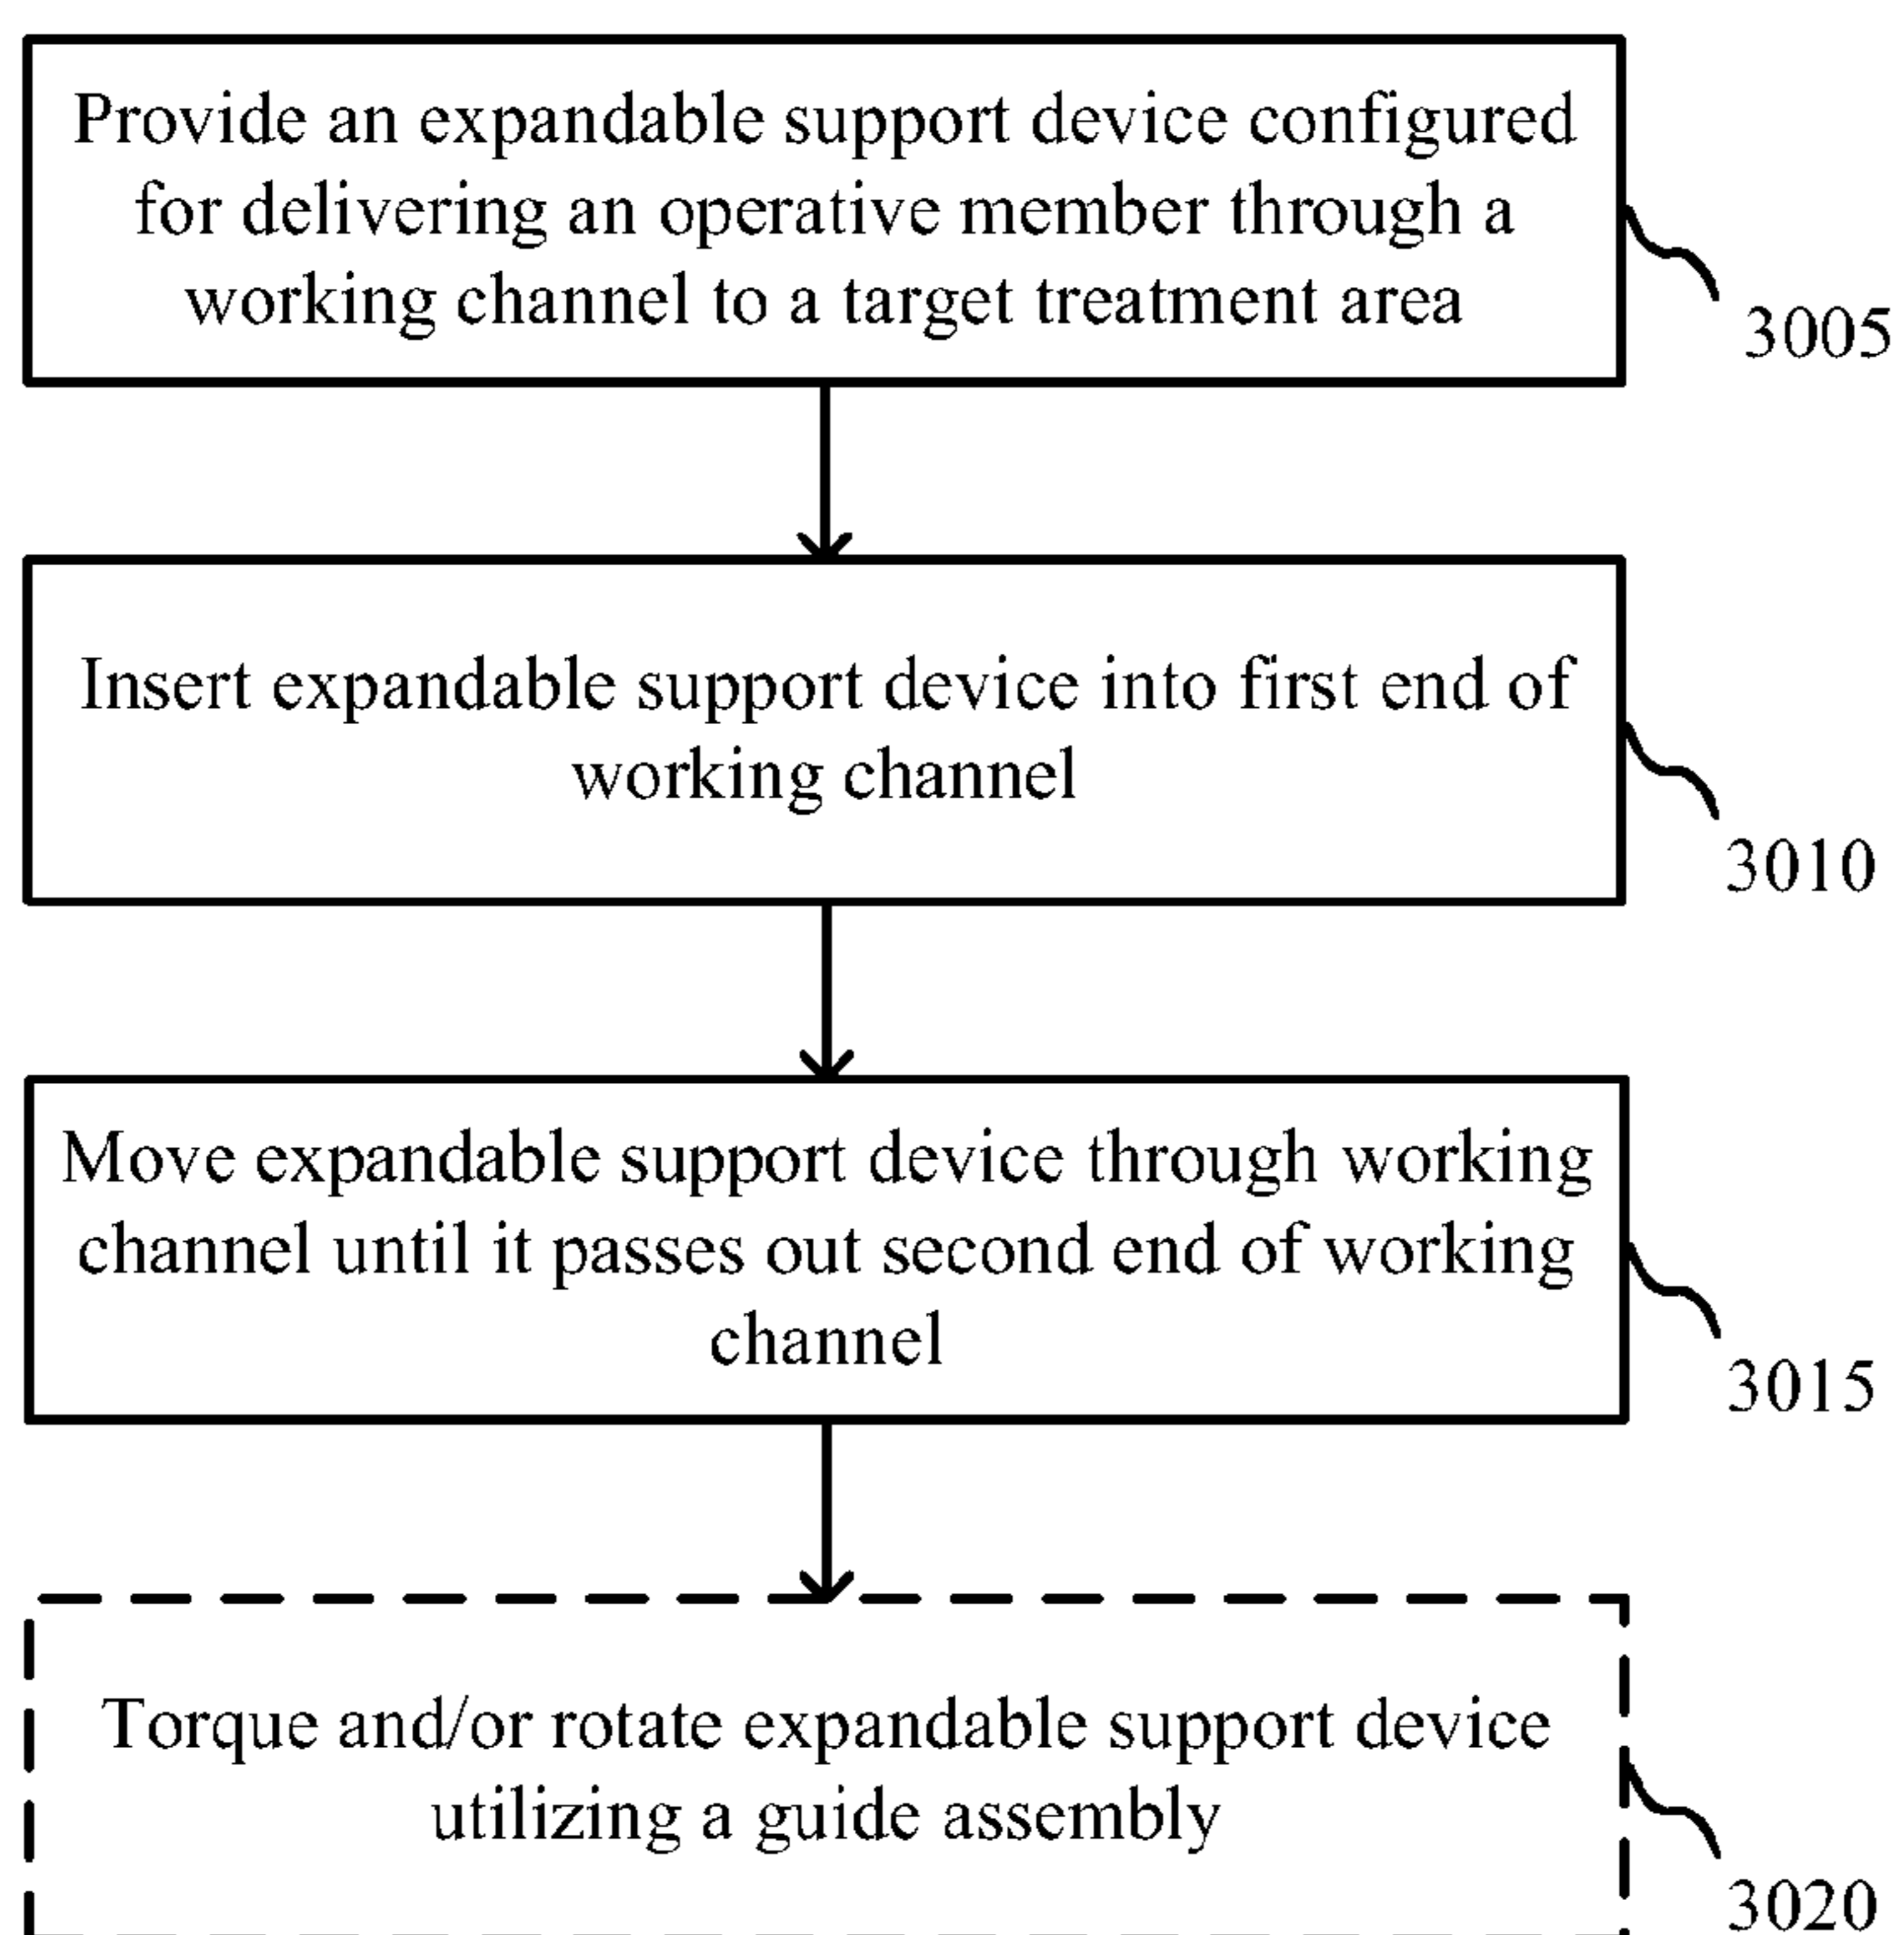 Provide an expandable support device configured
for delivering an operative member through a
working channel to a target treatment area
3005
Insert expandable support device into first end of
working channel
3010
Move expandable support device through working
channel until it passes out second end of working
channel
3015
Torque and/or rotate expandable support device
utilizing a guide assembly
3020